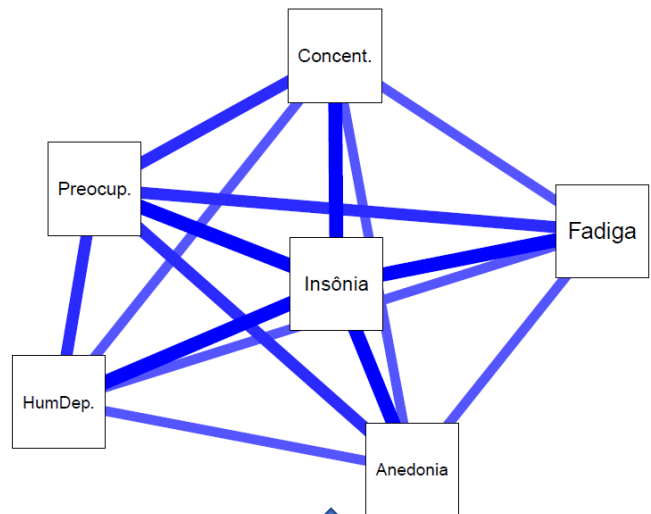 Concent.
Preocup.
Fadiga
Insônia
HumDep.
Anedonia